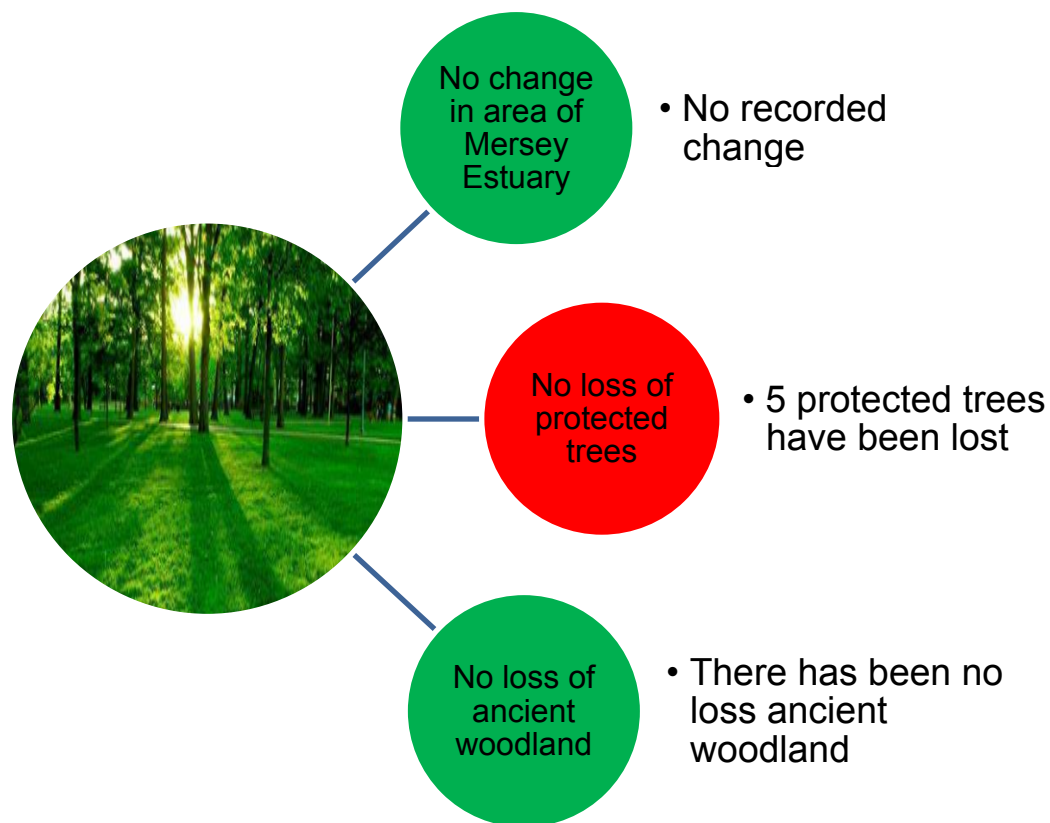 No change
in area of
Mersey
Estuary
• No recorded
change
No loss of
protected
trees
• 5 protected trees
have been lost
No loss of
ancient
woodland
• There has been no
loss ancient
woodland